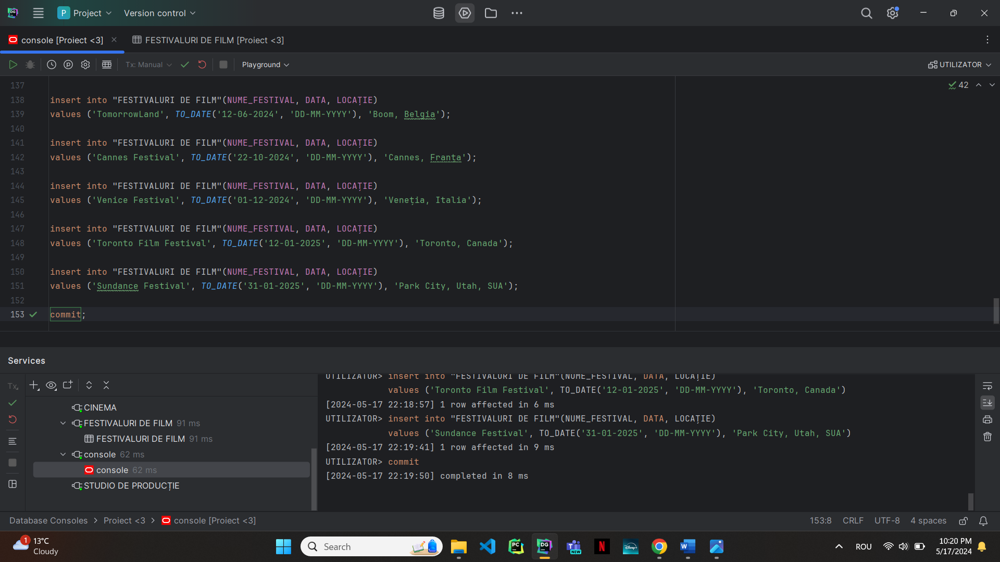 P Project Version control
console [Proiect <3] FESTIVALURI DE FILM [Proiect <3]
Tx: Manual Playground UTILIZATOR
42
137
138 insert into "FESTIVALURI DE FILM"(NUME_FESTIVAL, DATA, LOCAȚIE)
139 values ('TomorrowLand', TO_DATE('12-06-2024', 'DD-MM-YYYY'), 'Boom, Belgia');
140
141 insert into "FESTIVALURI DE FILM"(NUME_FESTIVAL, DATA, LOCAȚIE)
142 values ('Cannes Festival', TO_DATE('22-10-2024', 'DD-MM-YYYY'), 'Cannes, Franța');
143
144 insert into "FESTIVALURI DE FILM"(NUME_FESTIVAL, DATA, LOCAȚIE)
145 values ('Venice Festival', TO_DATE('01-12-2024', 'DD-MM-YYYY'), 'Veneția, Italia');
146
147 insert into "FESTIVALURI DE FILM"(NUME_FESTIVAL, DATA, LOCAȚIE)
148 values ('Toronto Film Festival', TO_DATE('12-01-2025', 'DD-MM-YYYY'), 'Toronto, Canada');
149
150 insert into "FESTIVALURI DE FILM"(NUME_FESTIVAL, DATA, LOCAȚIE)
151 values ('Sundance Festival', TO_DATE('31-01-2025', 'DD-MM-YYYY'), 'Park City, Utah, SUA');
152
153 commit;
Services
Tx
CINEMA
FESTIVALURI DE FILM 91 ms
FESTIVALURI DE FILM 91 ms
console 62 ms
console 62 ms
STUDIO DE PRODUCȚIE
UTILIZATOR> insert into "FESTIVALURI DE FILM"(NUME_FESTIVAL, DATA, LOCAȚIE)
values ('Toronto Film Festival', TO_DATE('12-01-2025', 'DD-MM-YYYY'), 'Toronto, Canada')
[2024-05-17 22:18:57] 1 row affected in 6 ms
UTILIZATOR> insert into "FESTIVALURI DE FILM"(NUME_FESTIVAL, DATA, LOCAȚIE)
values ('Sundance Festival', TO_DATE('31-01-2025', 'DD-MM-YYYY'), 'Park City, Utah, SUA')
[2024-05-17 22:19:41] 1 row affected in 9 ms
UTILIZATOR> commit
[2024-05-17 22:19:50] completed in 8 ms
Database Consoles > Proiect <3 > console [Proiect <3] 153:8 CRLF UTF-8 4 spaces
1 13°C
Cloudy
Search
PC
DG
NEW
N
Disney+
W
ROU
10:20 PM
5/17/2024